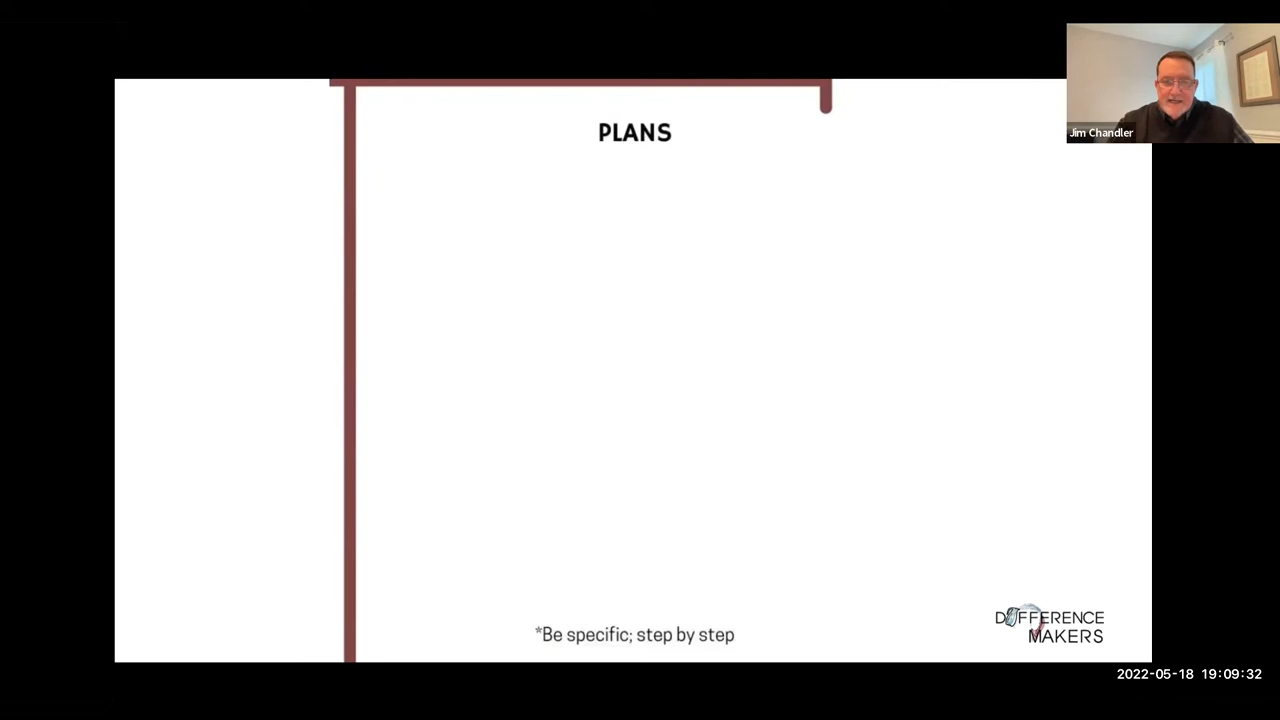 PLANS
Jim Chandler
*Be specific; step by step
DIFFERENCE
MAKERS
2022-05-18 19:09:32